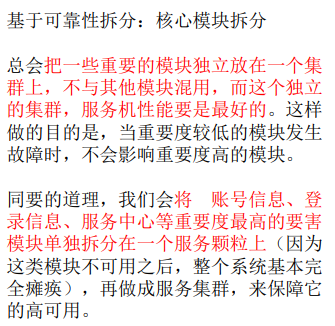 基于可靠性拆分：核心模块拆分
总会把一些重要的模块独立放在一个集
群上，不与其他模块混用，而这个独立
的集群，服务机性能要是最好的。这样
做的目的是，当重要度较低的模块发生
故障时，不会影响重要度高的模块。
同要的道理，我们会将 账号信息、登
录信息、服务中心等重要度最高的要害
模块单独拆分在一个服务颗粒上（因为
这类模块不可用之后，整个系统基本完
全瘫痪），再做成服务集群，来保障它
的高可用。